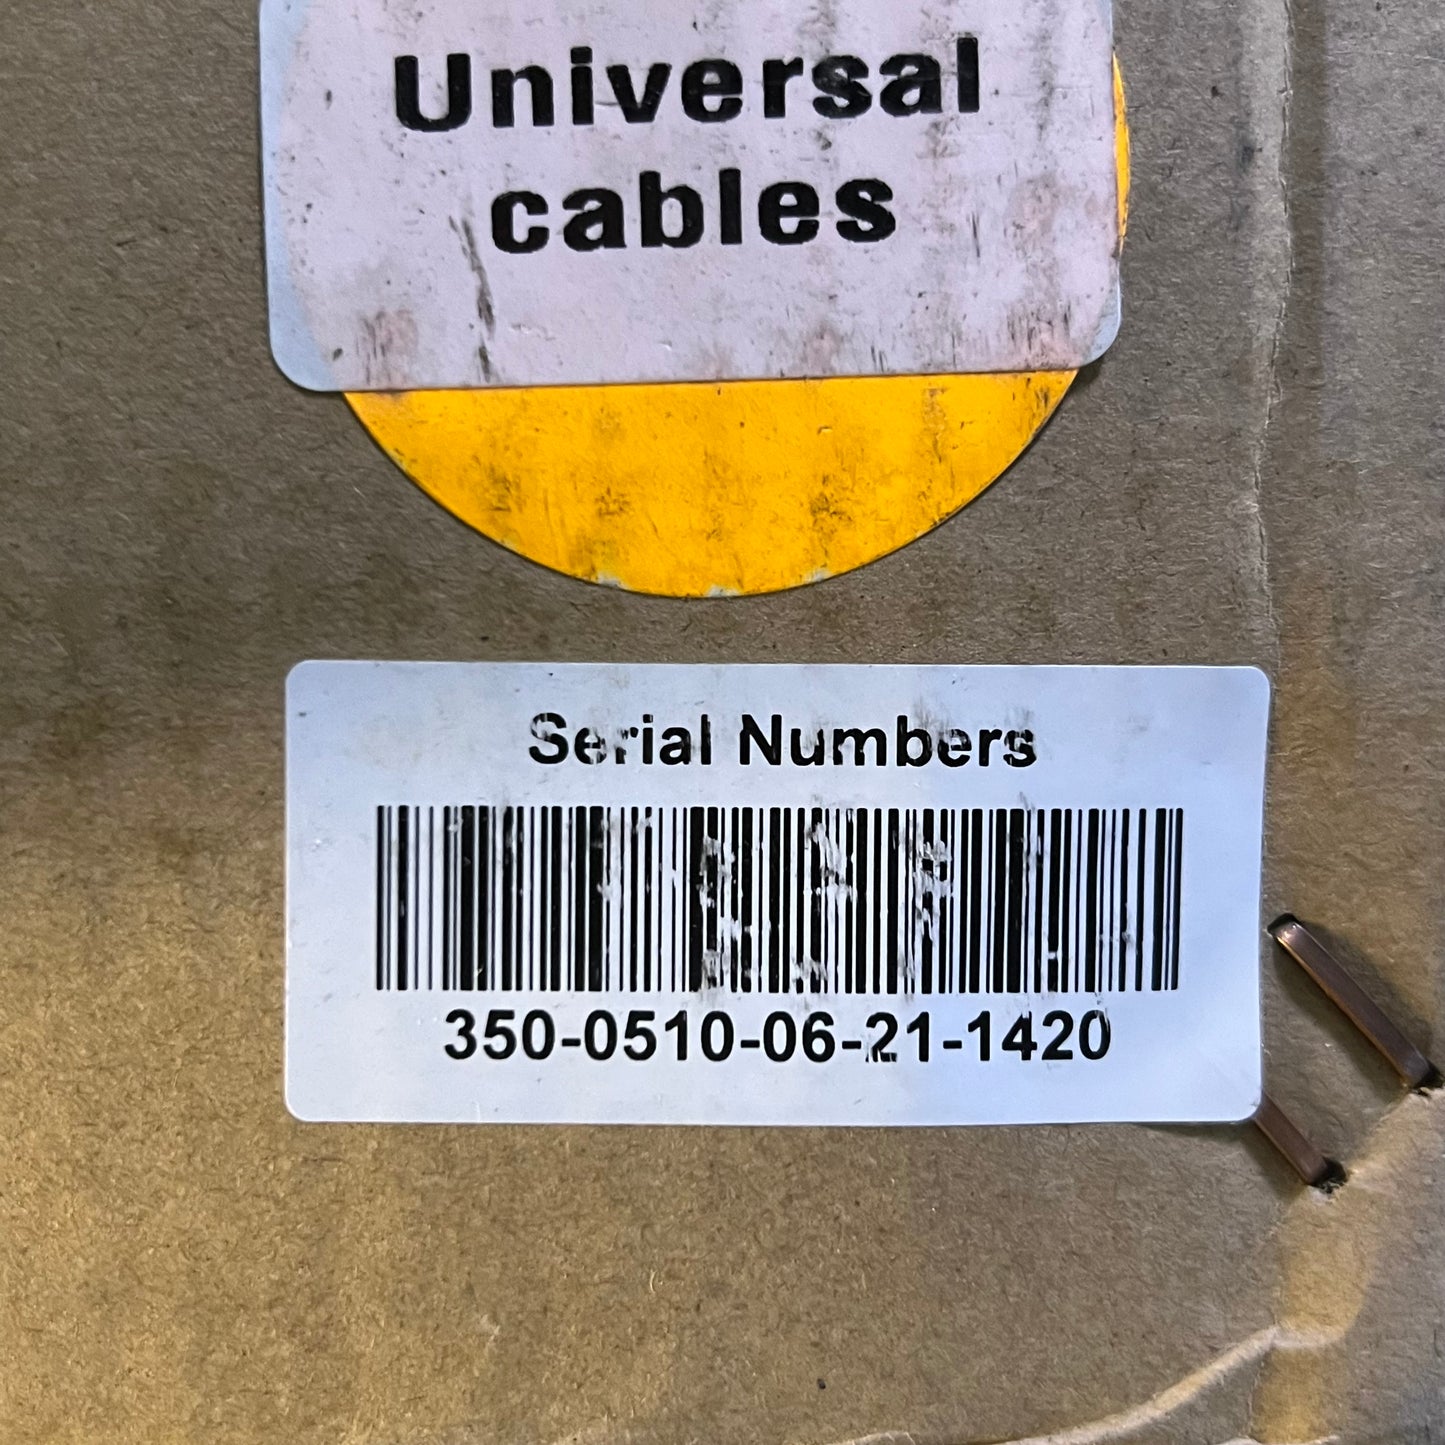 Universal
cables
Serial Numbers
350-0510-06-21-1420